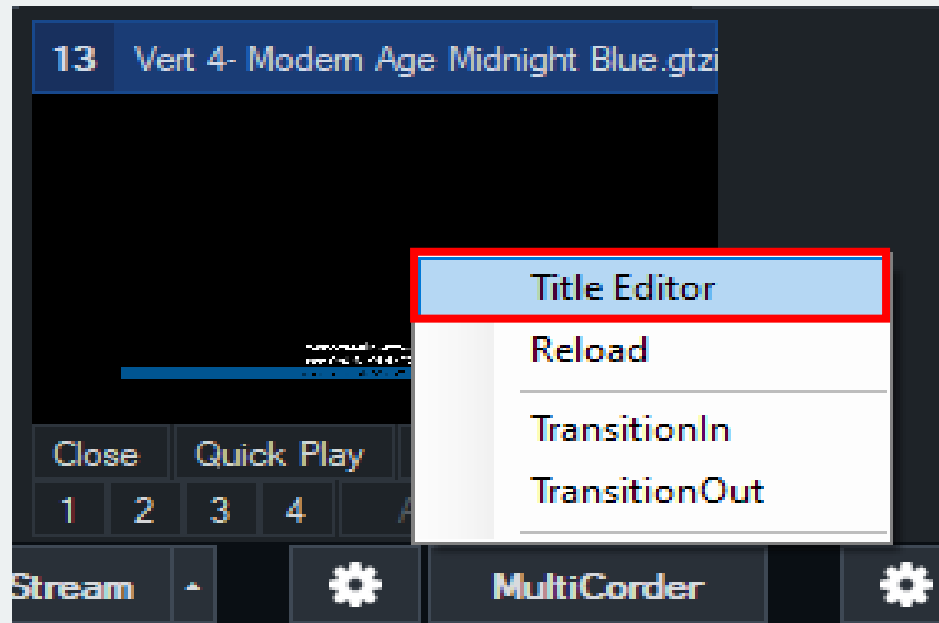 13 Vert 4- Modern Age Midnight Blue.gtzi
Title Editor
Reload
TransitionIn
TransitionOut
Close Quick Play
1 2 3 4 A
Stream MultiCorder